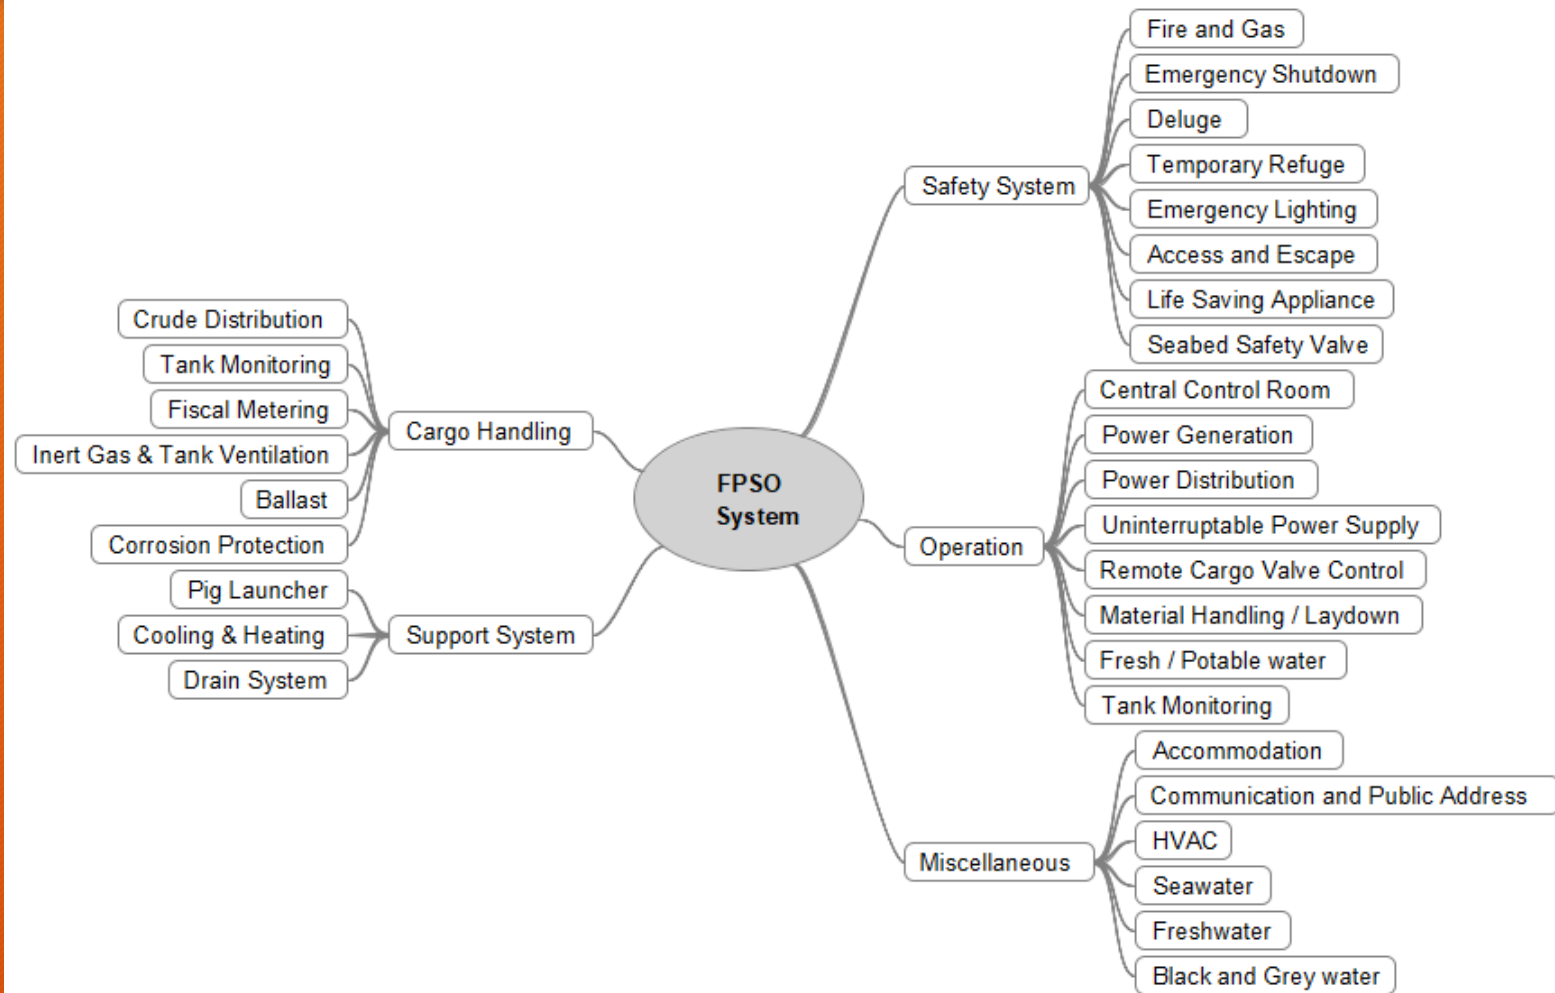 FPSO
System
Cargo Handling
Crude Distribution
Tank Monitoring
Fiscal Metering
Inert Gas & Tank Ventilation
Ballast
Corrosion Protection
Support System
Pig Launcher
Cooling & Heating
Drain System
Safety System
Fire and Gas
Emergency Shutdown
Deluge
Temporary Refuge
Emergency Lighting
Access and Escape
Life Saving Appliance
Seabed Safety Valve
Operation
Central Control Room
Power Generation
Power Distribution
Uninterruptable Power Supply
Remote Cargo Valve Control
Material Handling / Laydown
Fresh / Potable water
Tank Monitoring
Miscellaneous
Accommodation
Communication and Public Address
HVAC
Seawater
Freshwater
Black and Grey water